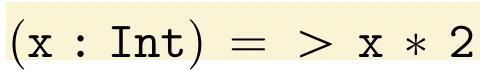 (x : Int) = > x * 2